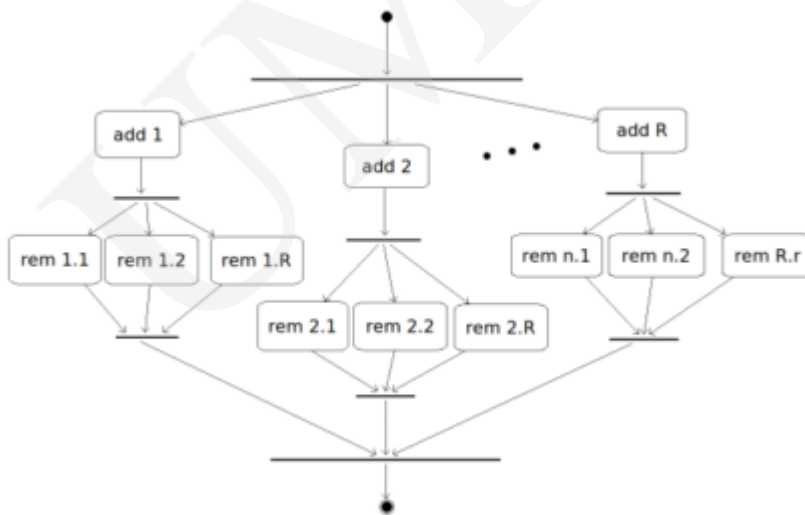 add 1
add 2
add R
rem 1.1
rem 1.2
rem 1.R
rem n.1
rem n.2
rem R.r
rem 2.1
rem 2.2
rem 2.R